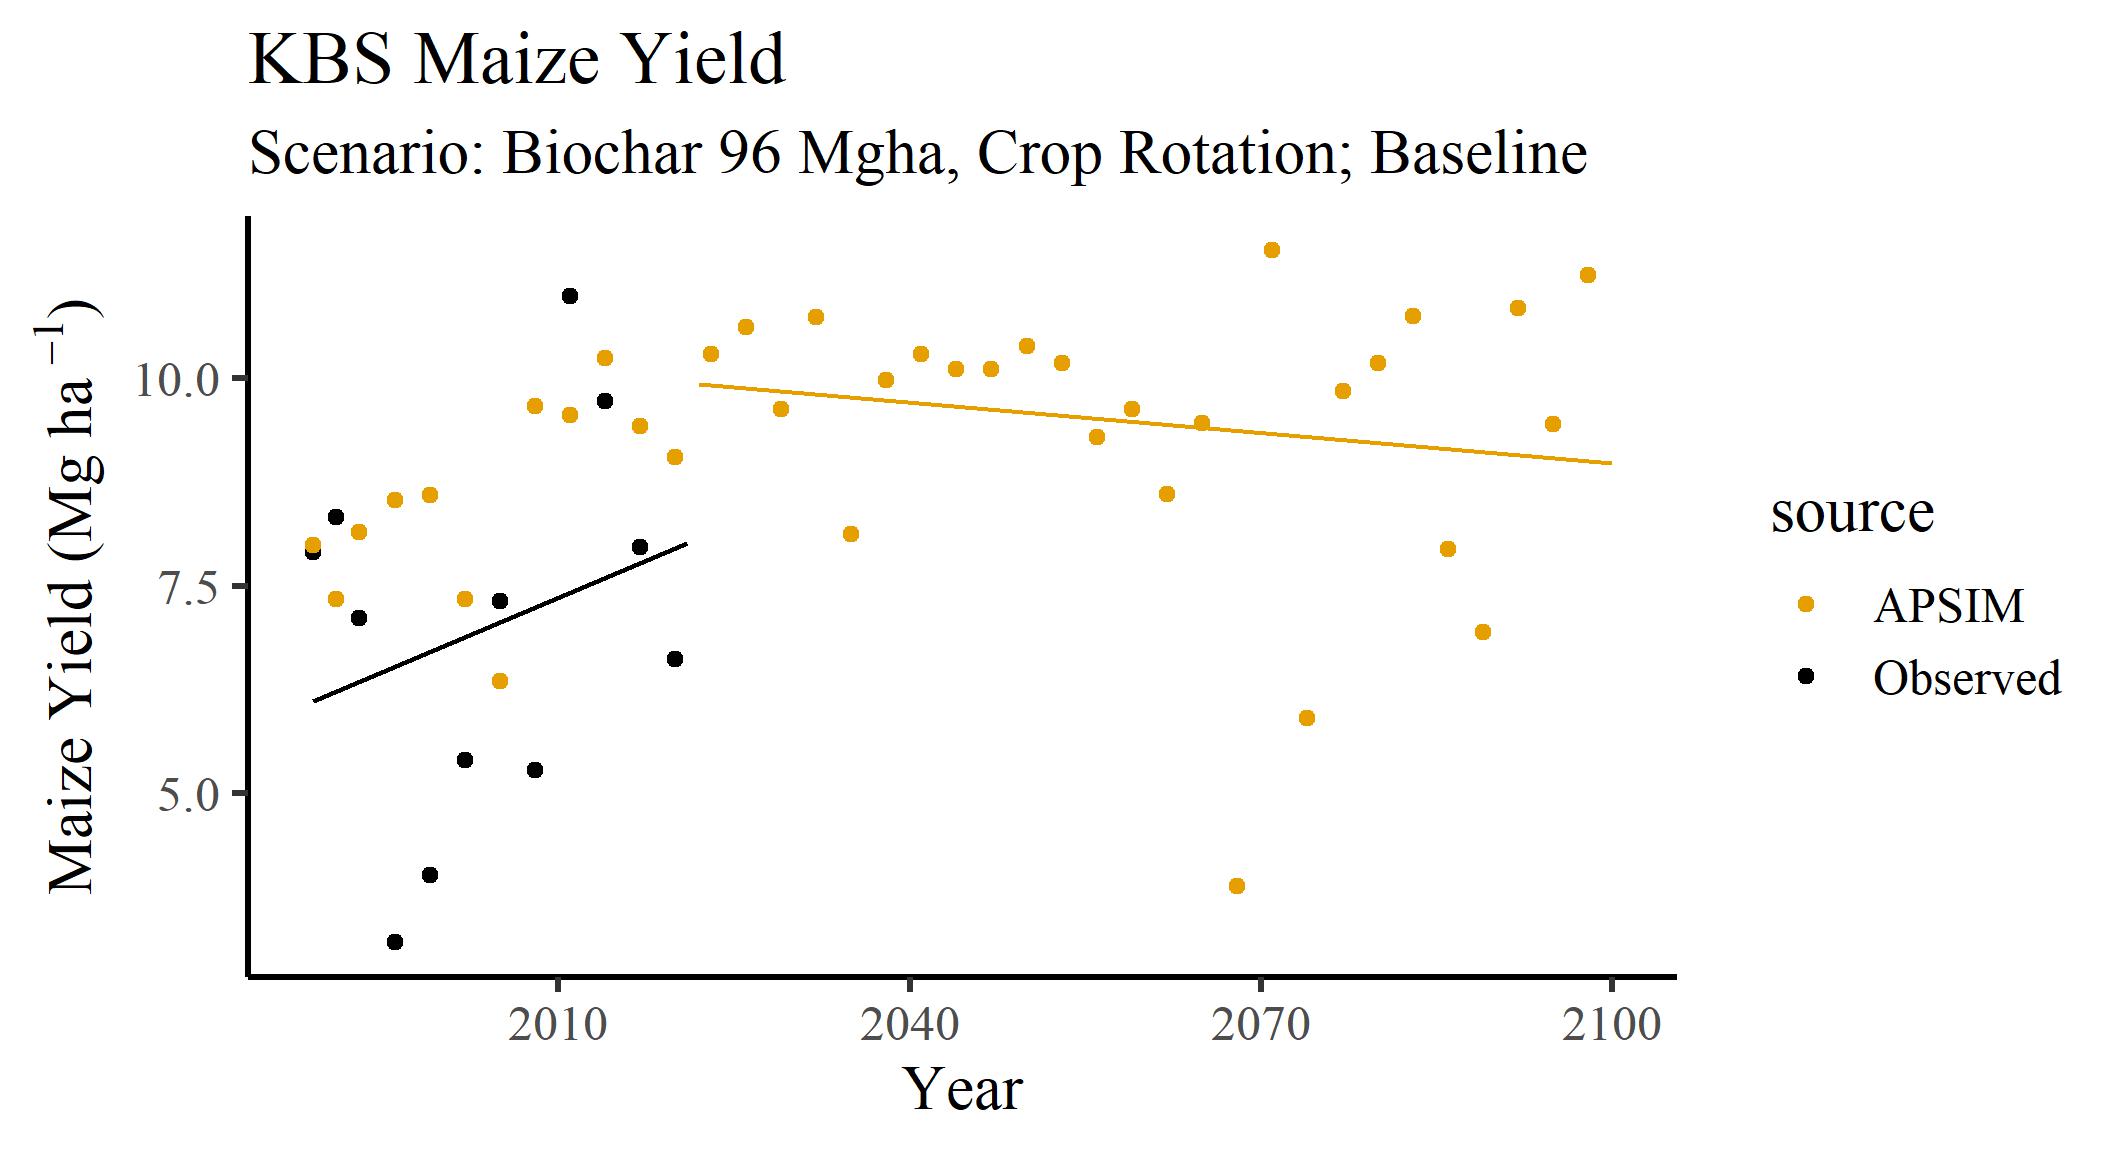 KBS Maize Yield
Scenario: Biochar 96 Mgha, Crop Rotation; Baseline
Maize Yield (Mg ha −1)
10.0
7.5
5.0
2010 2040 2070 2100
Year
source
APSIM
Observed